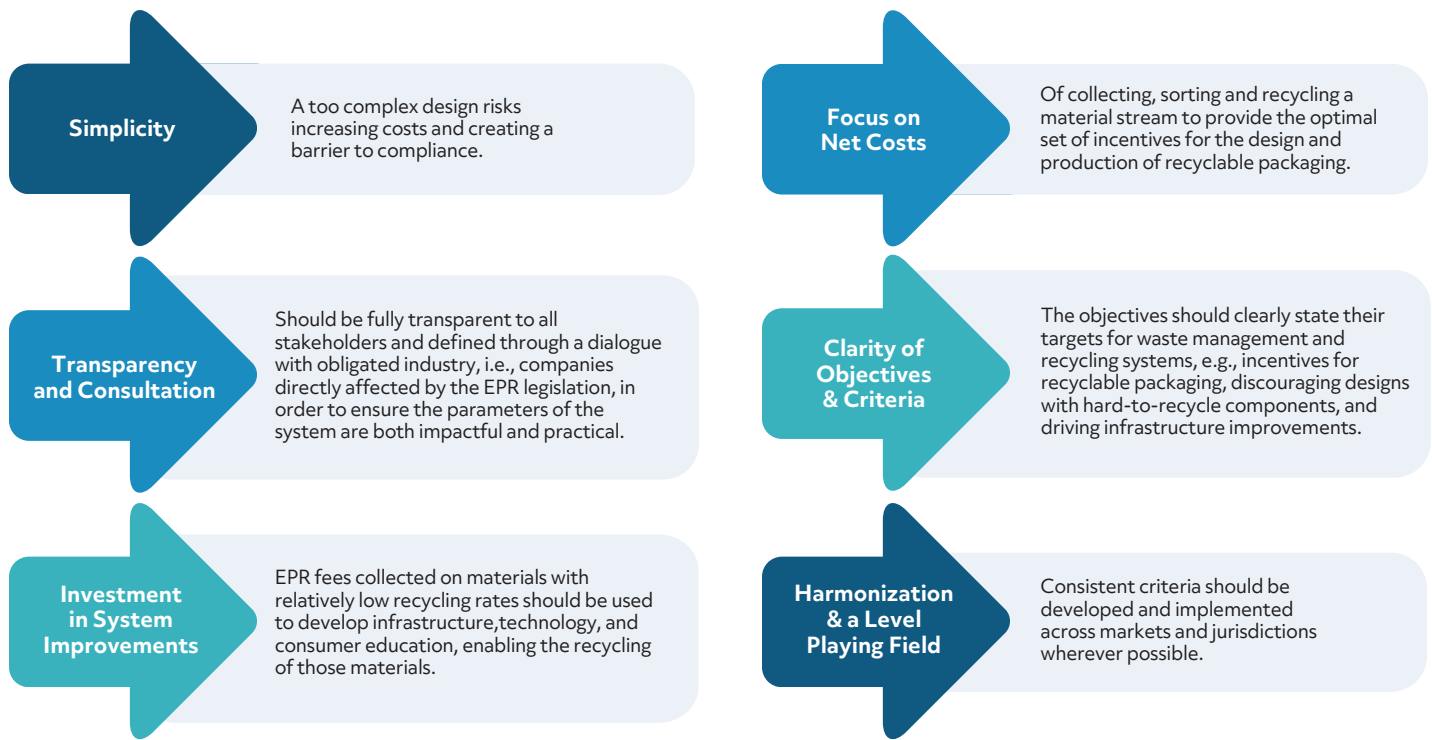 Simplicity
A too complex design risks
increasing costs and creating a
barrier to compliance.
Focus on
Net Costs
Of collecting, sorting and recycling a
material stream to provide the optimal
set of incentives for the design and
production of recyclable packaging.
Transparency
and Consultation
Should be fully transparent to all
stakeholders and defined through a dialogue
with obligated industry, i.e., companies
directly affected by the EPR legislation, in
order to ensure the parameters of the
system are both impactful and practical.
Clarity of
Objectives
& Criteria
The objectives should clearly state their
targets for waste management and
recycling systems, e.g., incentives for
recyclable packaging, discouraging designs
with hard-to-recycle components, and
driving infrastructure improvements.
Investment
in System
Improvements
EPR fees collected on materials with
relatively low recycling rates should be used
to develop infrastructure,technology, and
consumer education, enabling the recycling
of those materials.
Harmonization
& a Level
Playing Field
Consistent criteria should be
developed and implemented
across markets and jurisdictions
wherever possible.